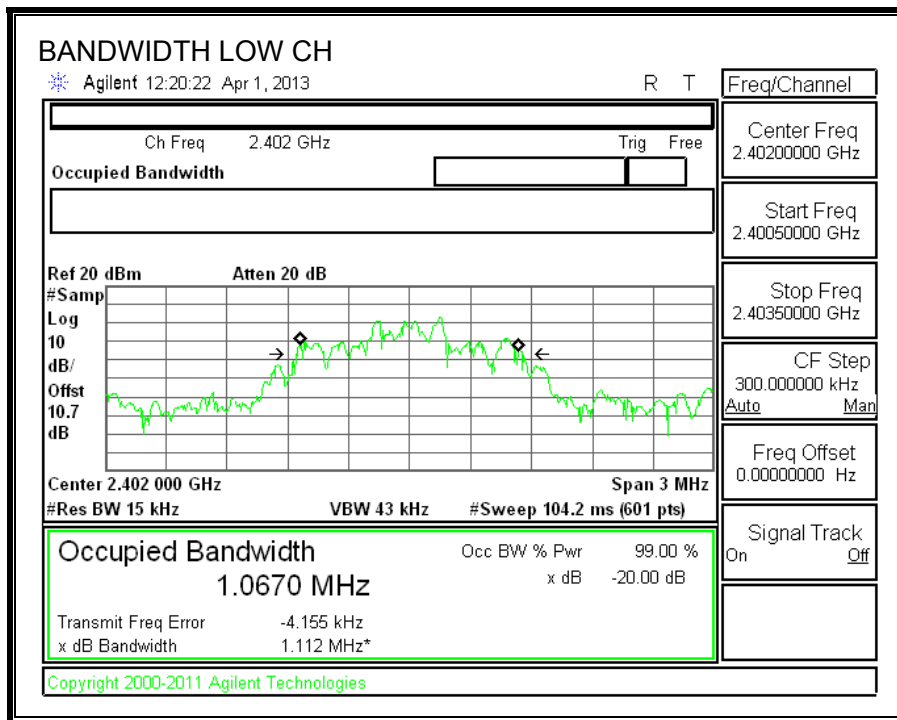 BANDWIDTH LOW CH
Agilent 12:20:22 Apr 1, 2013 R T
Freq/Channel
Ch Freq 2.402 GHz Trig Free
Occupied Bandwidth
Center Freq
2.40200000 GHz
Start Freq
2.40050000 GHz
Stop Freq
2.40350000 GHz
CF Step
300.000000 kHz
Auto Man
Freq Offset
0.00000000 Hz
Signal Track
On Off
Ref 20 dBm Atten 20 dB
#Samp
Log
10
dB/
Offst
10.7
dB
Center 2.402 000 GHz Span 3 MHz
#Res BW 15 kHz VBW 43 kHz #Sweep 104.2 ms (601 pts)
Occupied Bandwidth Occ BW % Pwr 99.00 %
1.0670 MHz x dB -20.00 dB
Transmit Freq Error -4.155 kHz
x dB Bandwidth 1.112 MHz*
Copyright 2000-2011 Agilent Technologies